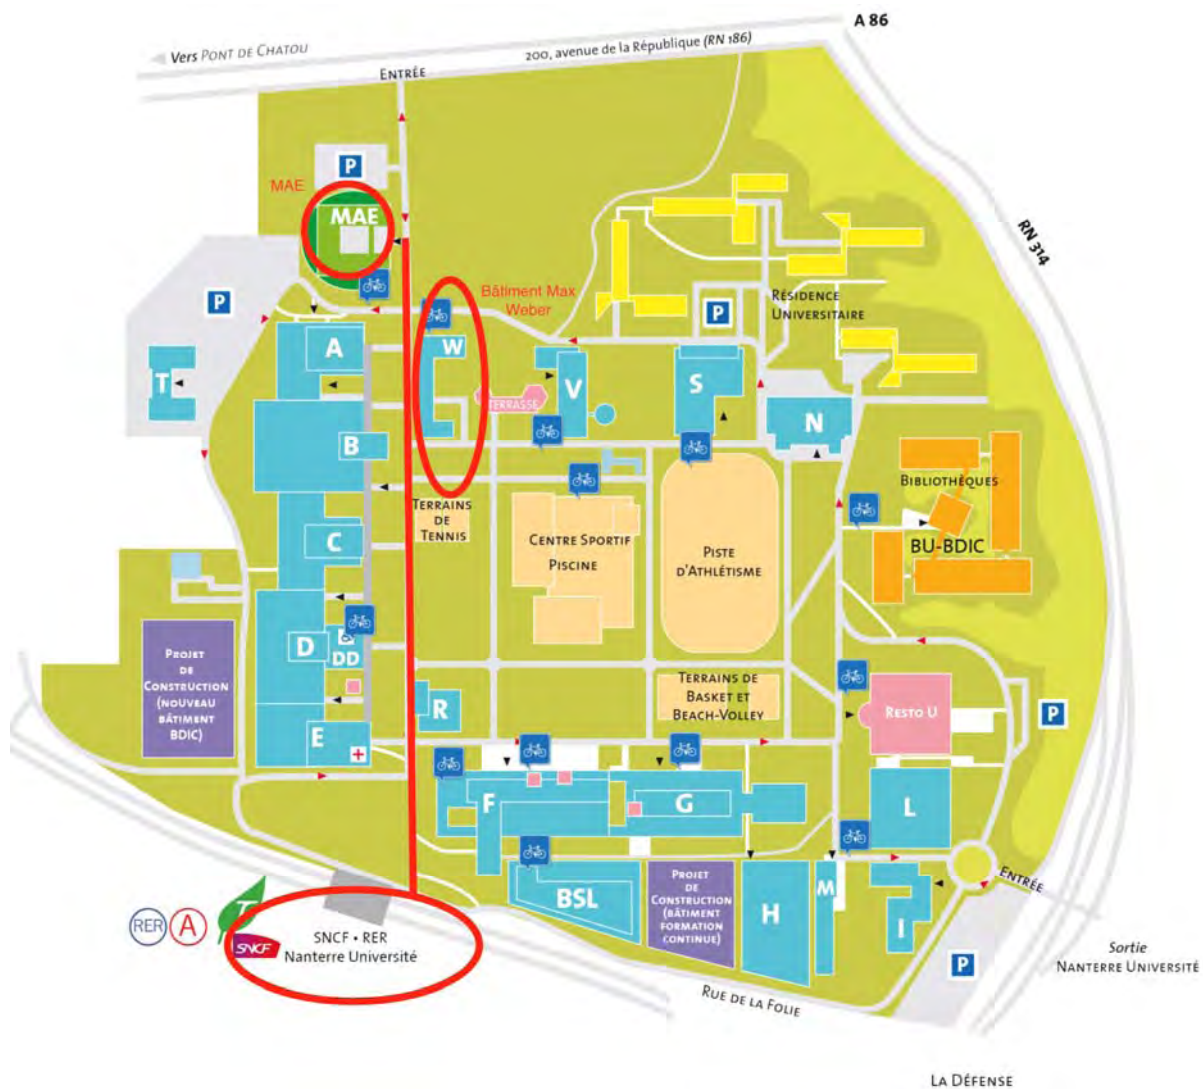 A 86
Vers PONT DE CHATOU
200, avenue de la République (RN 186)
ENTRÉE
P
MAE
MAE
RN 314
P
Bâtiment Max
Weber
P
RÉSIDENCE
UNIVERSITAIRE
A
W
T
V
S
TERRASSE
N
B
BIBLIOTHÈQUES
TERRAINS
DE
TENNIS
C
CENTRE SPORTIF
PISCINE
PISTE
D'ATHLÉTISME
BU-BDIC
D
DD
PROJET
DE
CONSTRUCTION
(NOUVEAU
BÂTIMENT
BDIC)
TERRAINS DE
BASKET ET
BEACH-VOLLEY
R
RESTO U
P
E
F
G
L
ENTRÉE
BSL
PROJET
DE
CONSTRUCTION
(BÂTIMENT
FORMATION
CONTINUE)
H
M
I
RER
A
T
SNCF
SNCF • RER
Nanterre Université
P
Sortie
NANTERRE UNIVERSITÉ
RUE DE LA FOLIE
LA DÉFENSE